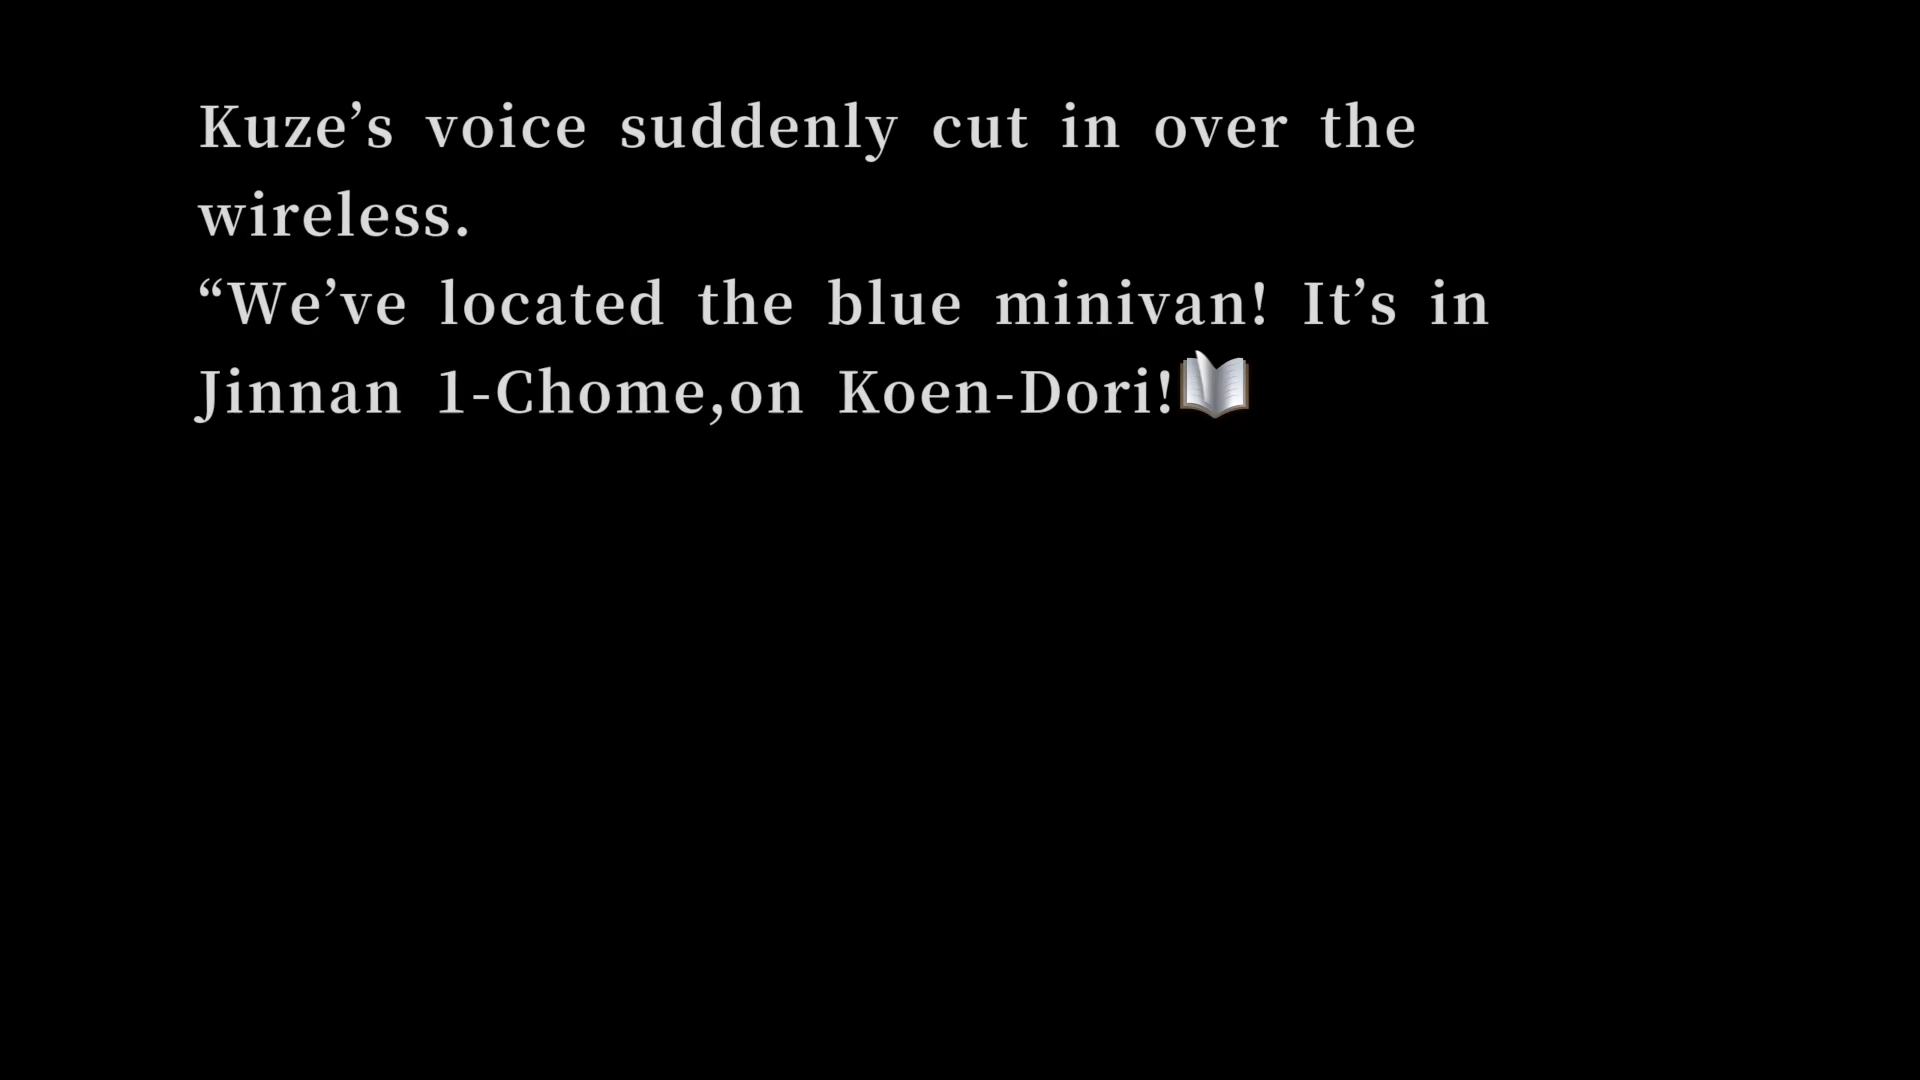 Kuze’s voice suddenly cut in over the
wireless.
“We’ve located the blue minivan! It’s in
Jinnan 1-Chome,on Koen-Dori!